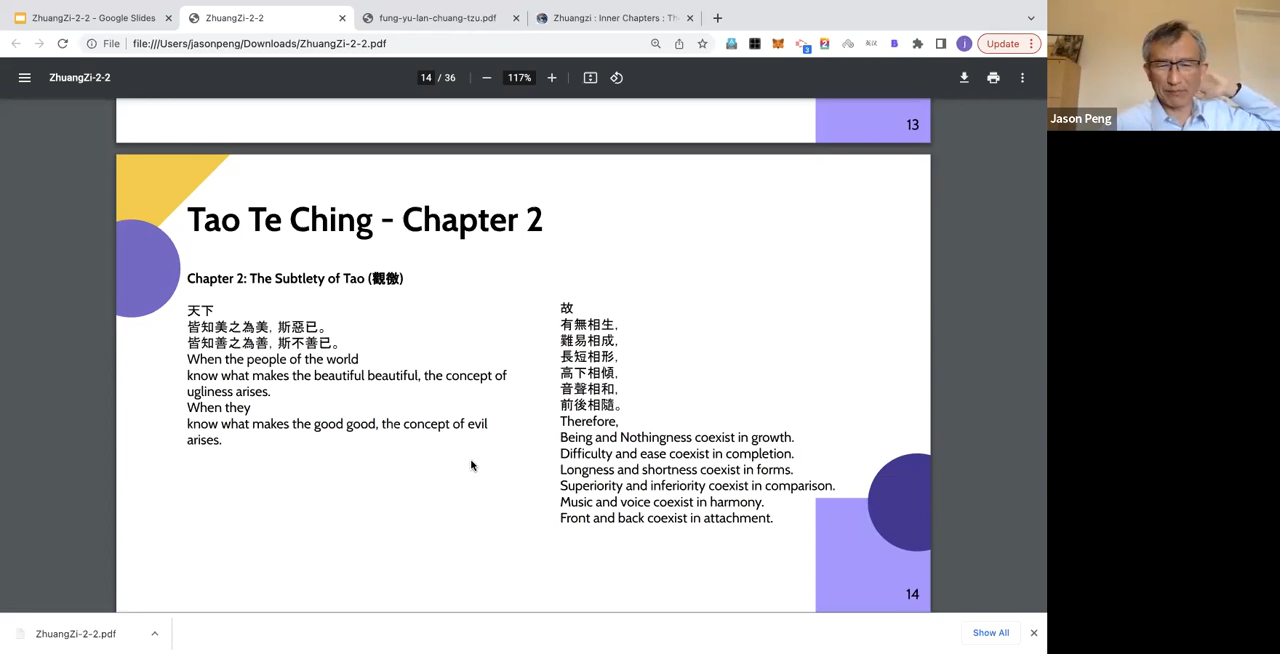 ZhuangZi-2-2 - Google Slides
ZhuangZi-2-2
fung-yu-lan-chuang-tzu.pdf
Zhuangzi : Inner Chapters : Th
File
file:///Users/jasonpeng/Downloads/ZhuangZi-2-2.pdf
Update
ZhuangZi-2-2
14 / 36
117%
Jason Peng
13
Tao Te Ching - Chapter 2
Chapter 2: The Subtlety of Tao (觀徼)
天下
皆知美之為美, 斯惡已。
皆知善之為善, 斯不善已。
When the people of the world
know what makes the beautiful beautiful, the concept of
ugliness arises.
When they
know what makes the good good, the concept of evil
arises.
故
有無相生,
難易相成,
長短相形,
高下相傾,
音聲相和,
前後相隨。
Therefore,
Being and Nothingness coexist in growth.
Difficulty and ease coexist in completion.
Longness and shortness coexist in forms.
Superiority and inferiority coexist in comparison.
Music and voice coexist in harmony.
Front and back coexist in attachment.
14
ZhuangZi-2-2.pdf
Show All